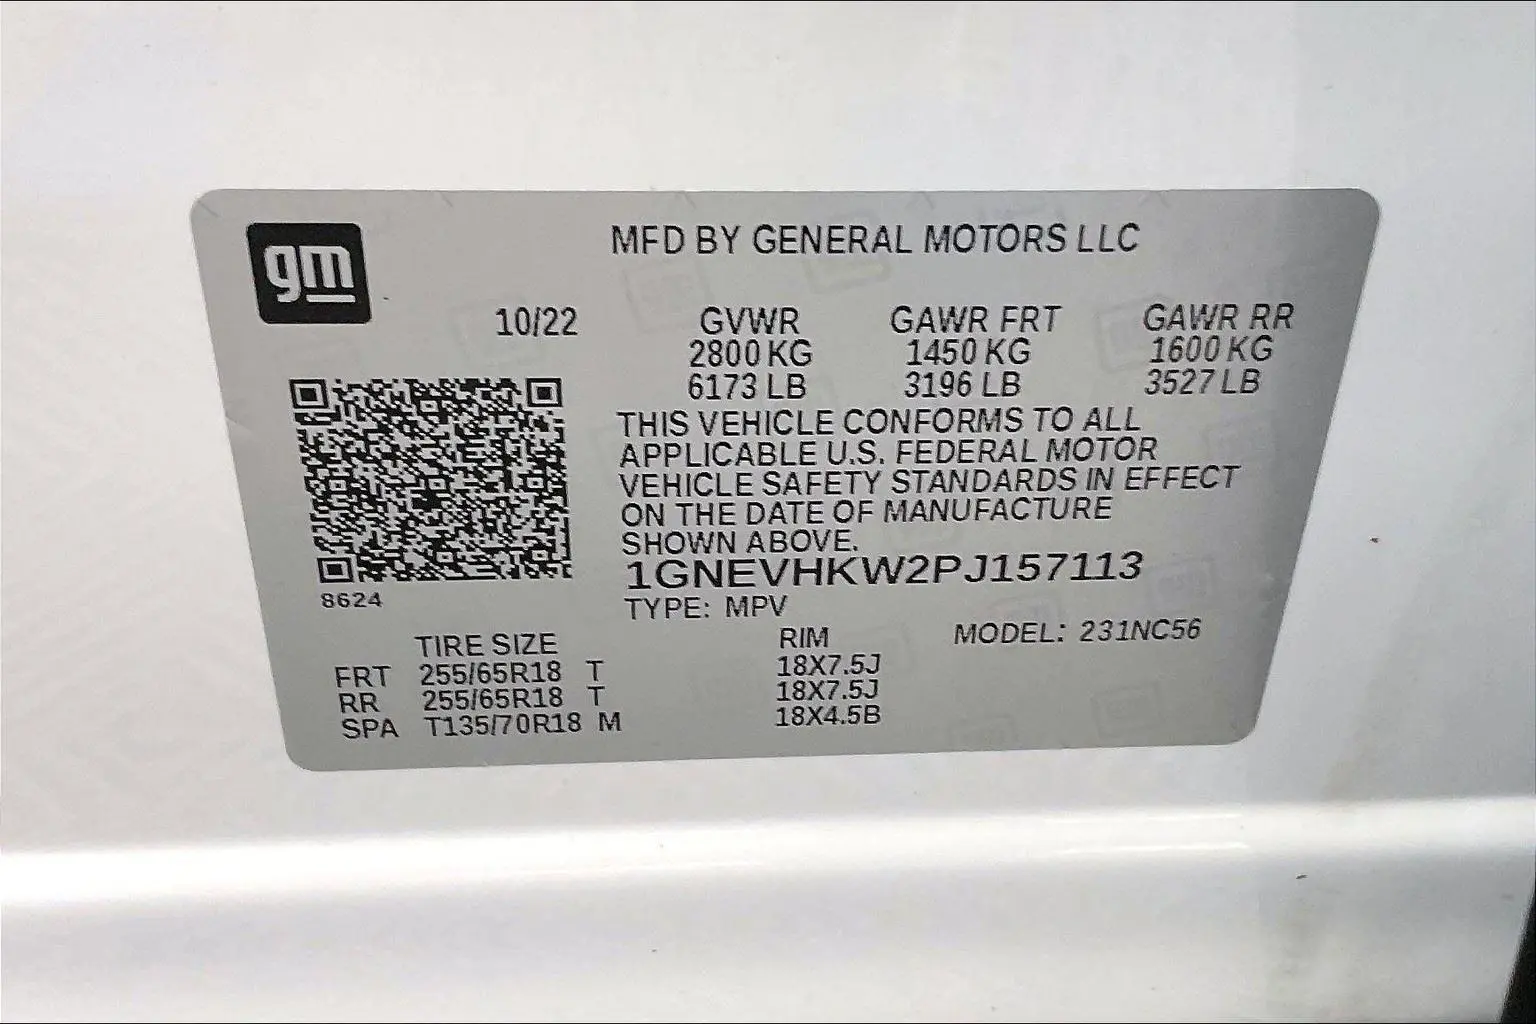 gm
MFD BY GENERAL MOTORS LLC
10/22 GVWR GAWR FRT GAWR RR
2800 KG 1450 KG 1600 KG
6173 LB 3196 LB 3527 LB
THIS VEHICLE CONFORMS TO ALL
APPLICABLE U.S. FEDERAL MOTOR
VEHICLE SAFETY STANDARDS IN EFFECT
ON THE DATE OF MANUFACTURE
SHOWN ABOVE.
1GNEVHKW2PJ157113
8624
TYPE: MPV
TIRE SIZE RIM MODEL: 231NC56
FRT 255/65R18 T 18X7.5J
RR 255/65R18 T 18X7.5J
SPA T135/70R18 M 18X4.5B